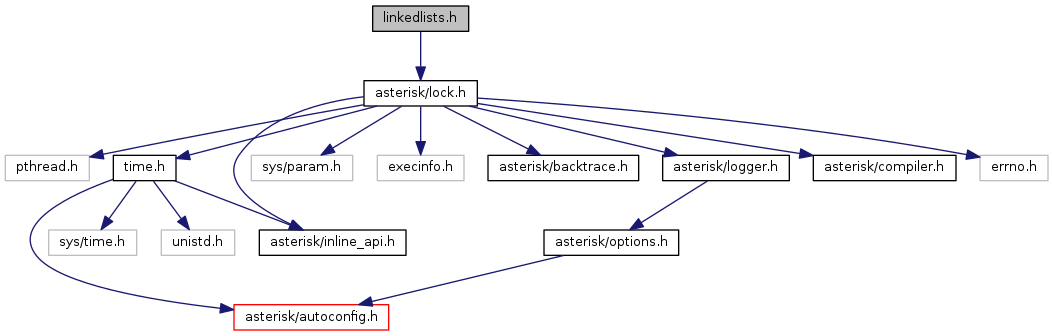 linkedlists.h
asterisk/lock.h
pthread.h
time.h
sys/param.h
execinfo.h
asterisk/backtrace.h
asterisk/logger.h
asterisk/compiler.h
errno.h
sys/time.h
unistd.h
asterisk/inline_api.h
asterisk/options.h
asterisk/autoconfig.h